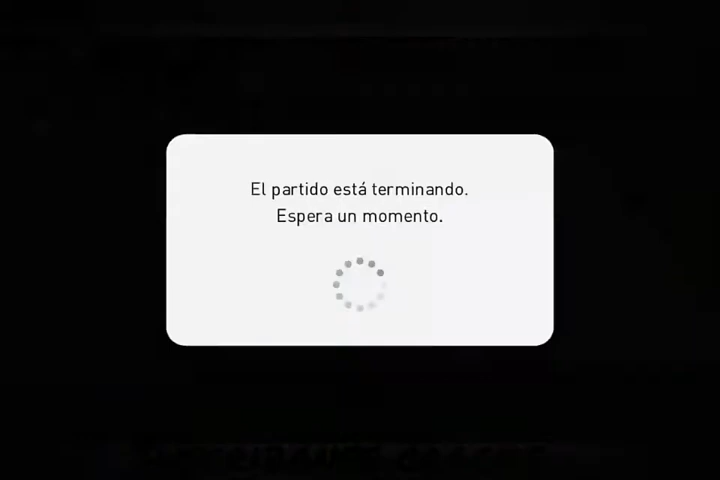 El partido está terminando.
Espera un momento.